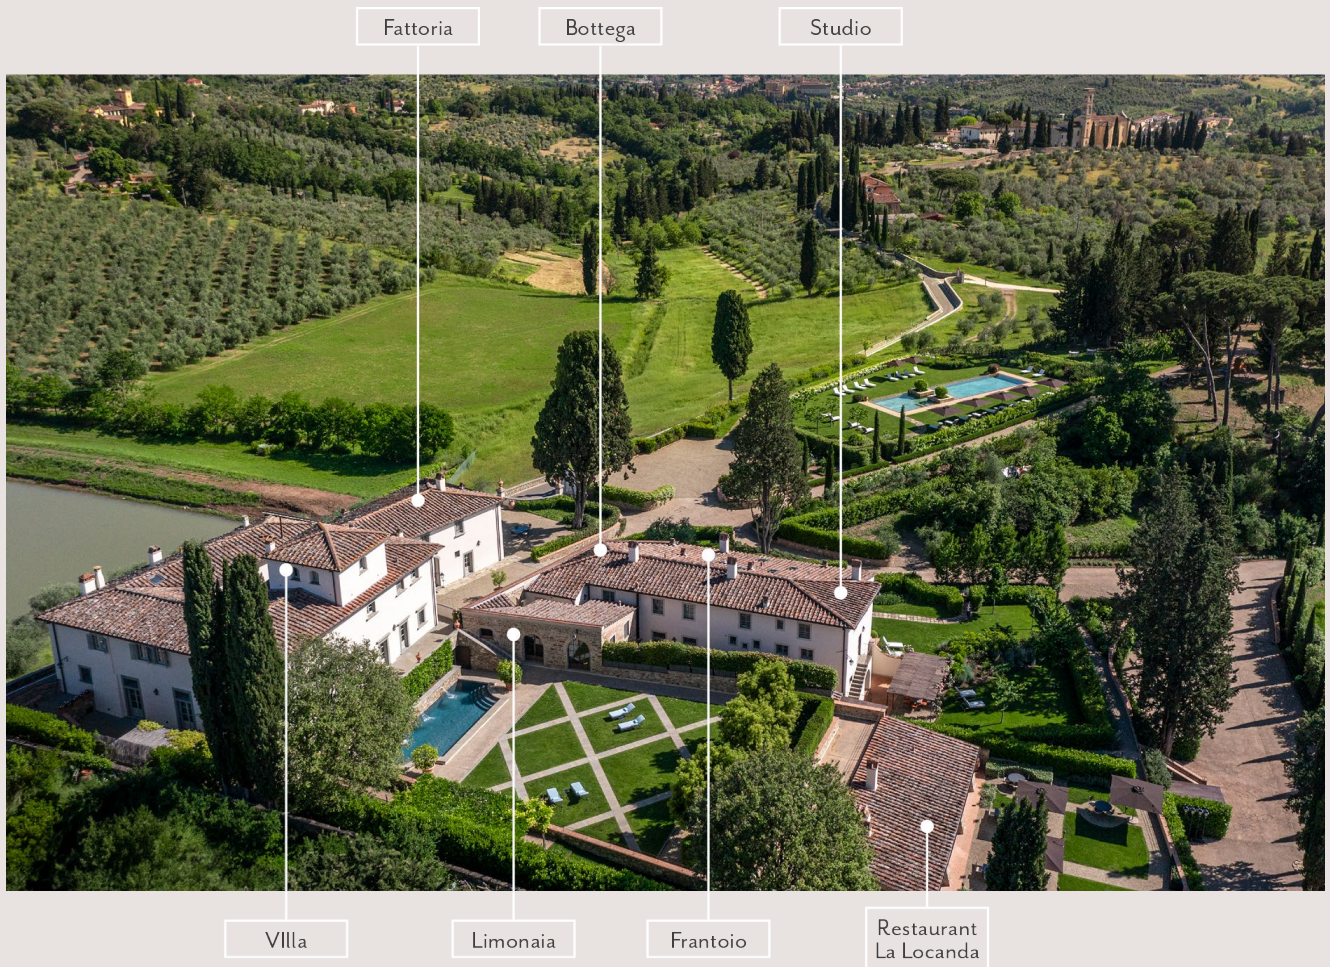 Fattoria
Bottega
Studio
VIlla
Limonaia
Frantoio
Restaurant
La Locanda